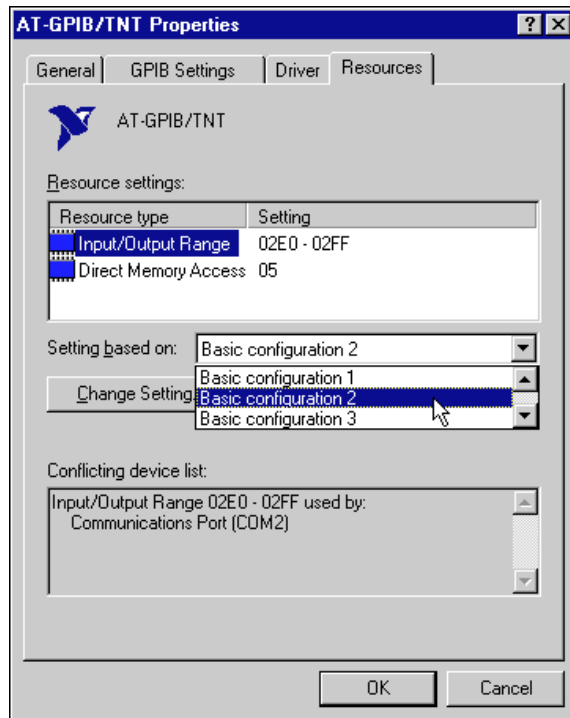 AT-GPIB/TNT Properties
? ×
General GPIB Settings Driver Resources
AT-GPIB/TNT
Resource settings:
Resource type Setting
Input/Output Range 02E0 - 02FF
Direct Memory Access 05
Setting based on: Basic configuration 2
Basic configuration 1
Change Setting. Basic configuration 2
Basic configuration 3
Conflicting device list:
Input/Output Range 02E0 - 02FF used by:
Communications Port (COM2)
OK Cancel